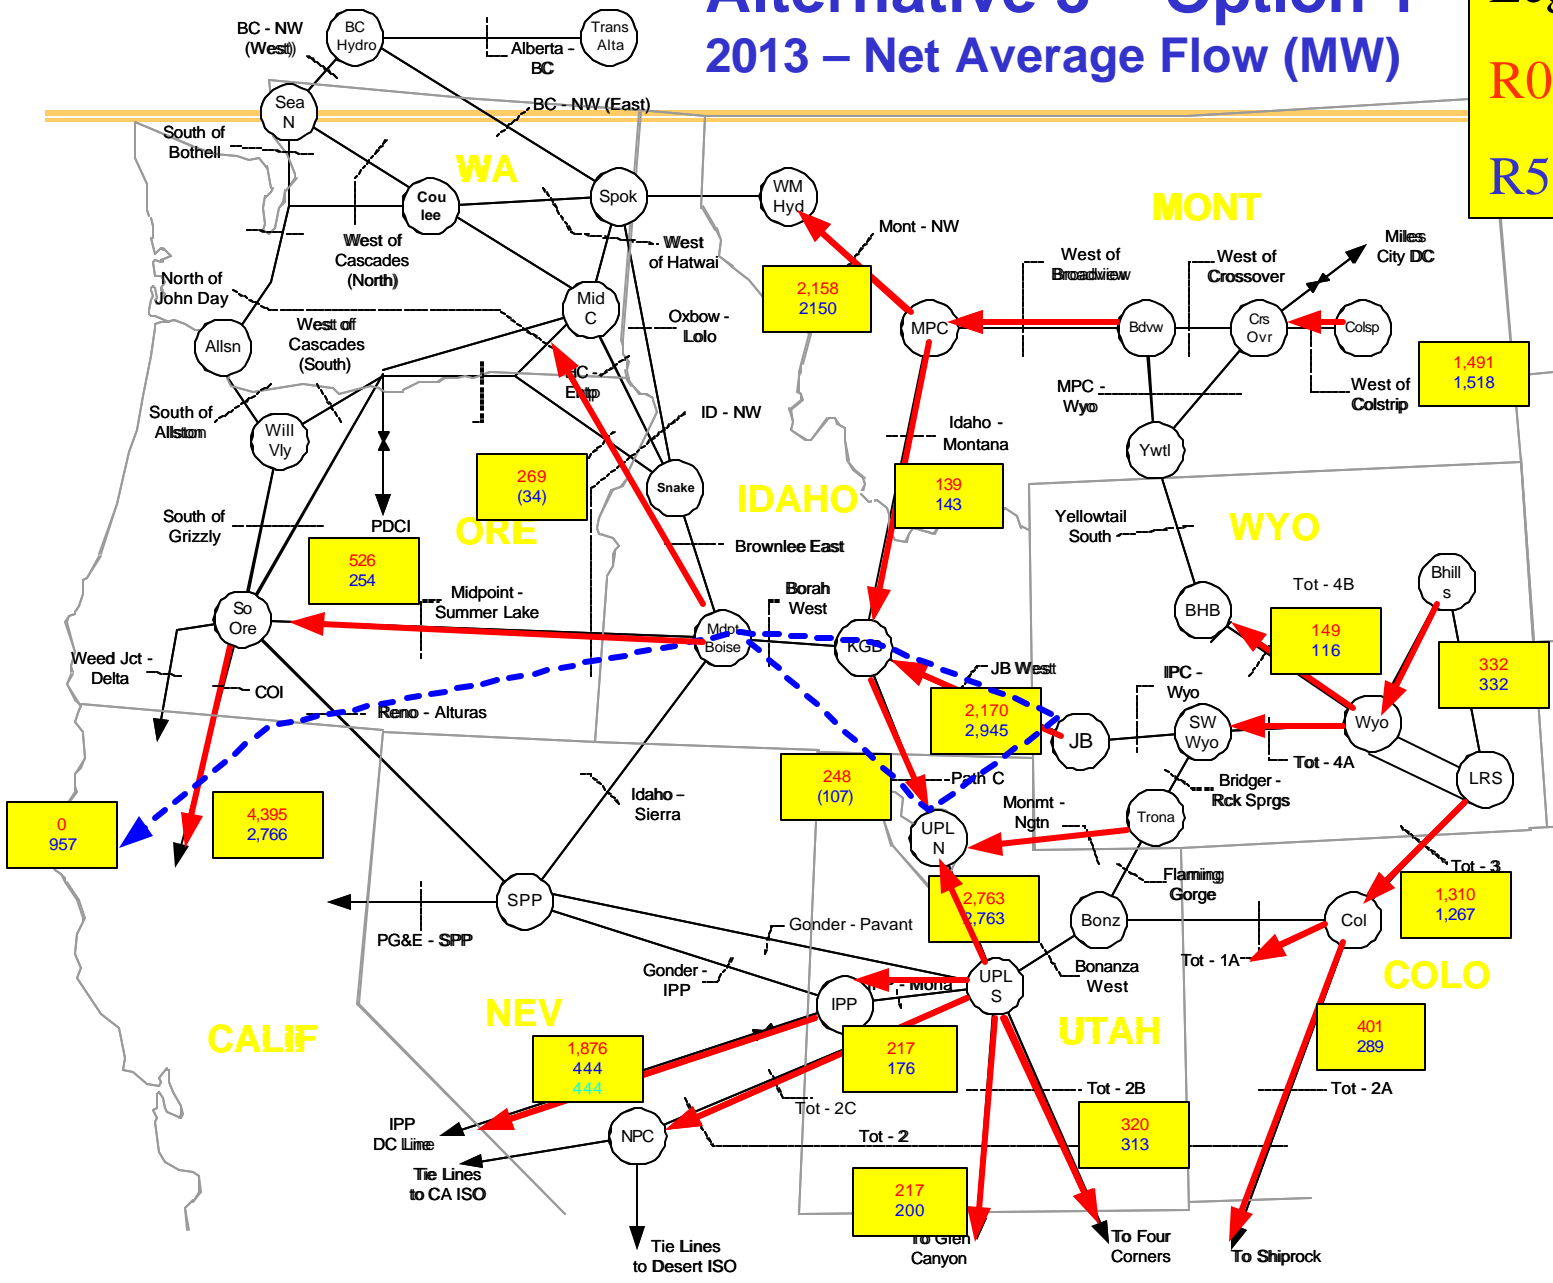 2013 – Net Average Flow (MW)
R0
R5
BC - NW
(West)
BC
Hydro
Trans
Alta
Alberta -
BC
Sea
N
BC - NW (East)
South of
Bothell
WA
Cou
lee
Spok
WM
Hyd
MONT
West of
Cascades
(North)
West
of Hatwai
Mont - NW
West of
Broadview
West of
Crossover
Miles
City DC
North of
John Day
Mid
C
Oxbow -
Lolo
2,158
2150
MPC
Bdvw
Crs
Ovr
Colsp
Allsn
West of
Cascades
(South)
HC -
Entp
MPC -
Wyo
West of
Colstrip
1,491
1,518
South of
Allston
Will
Vly
ID - NW
Idaho -
Montana
Ywtl
269
(34)
Snake
IDAHO
139
143
South of
Grizzly
PDCI
ORE
Yellowtail
South
WYO
526
254
Brownlee East
Midpoint -
Summer Lake
Borah
West
Tot - 4B
Bhill
s
So
Ore
Mdpt
Boise
KGB
BHB
149
116
332
332
Weed Jct -
Delta
COI
JB West
IPC -
Wyo
Reno - Alturas
2,170
2,945
JB
SW
Wyo
Wyo
Tot - 4A
LRS
248
(107)
Path C
Bridger -
Rck Sprgs
Idaho –
Sierra
Monmt -
Ngtn
Trona
0
957
4,395
2,766
UPL
N
Tot - 3
Flaming
Gorge
SPP
2,763
2,763
Bonz
Col
1,310
1,267
PG&E - SPP
Gonder - Pavant
Gonder -
IPP
Bonanza
West
Tot - 1A
COLO
UPL
S
- Mona
IPP
NEV
CALIF
UTAH
1,876
444
444
217
176
401
289
Tot - 2C
Tot - 2B
Tot - 2A
IPP
DC Line
NPC
Tot - 2
320
313
Tie Lines
to CA ISO
217
200
To Glen
Canyon
To Four
Corners
To Shiprock
Tie Lines
to Desert ISO